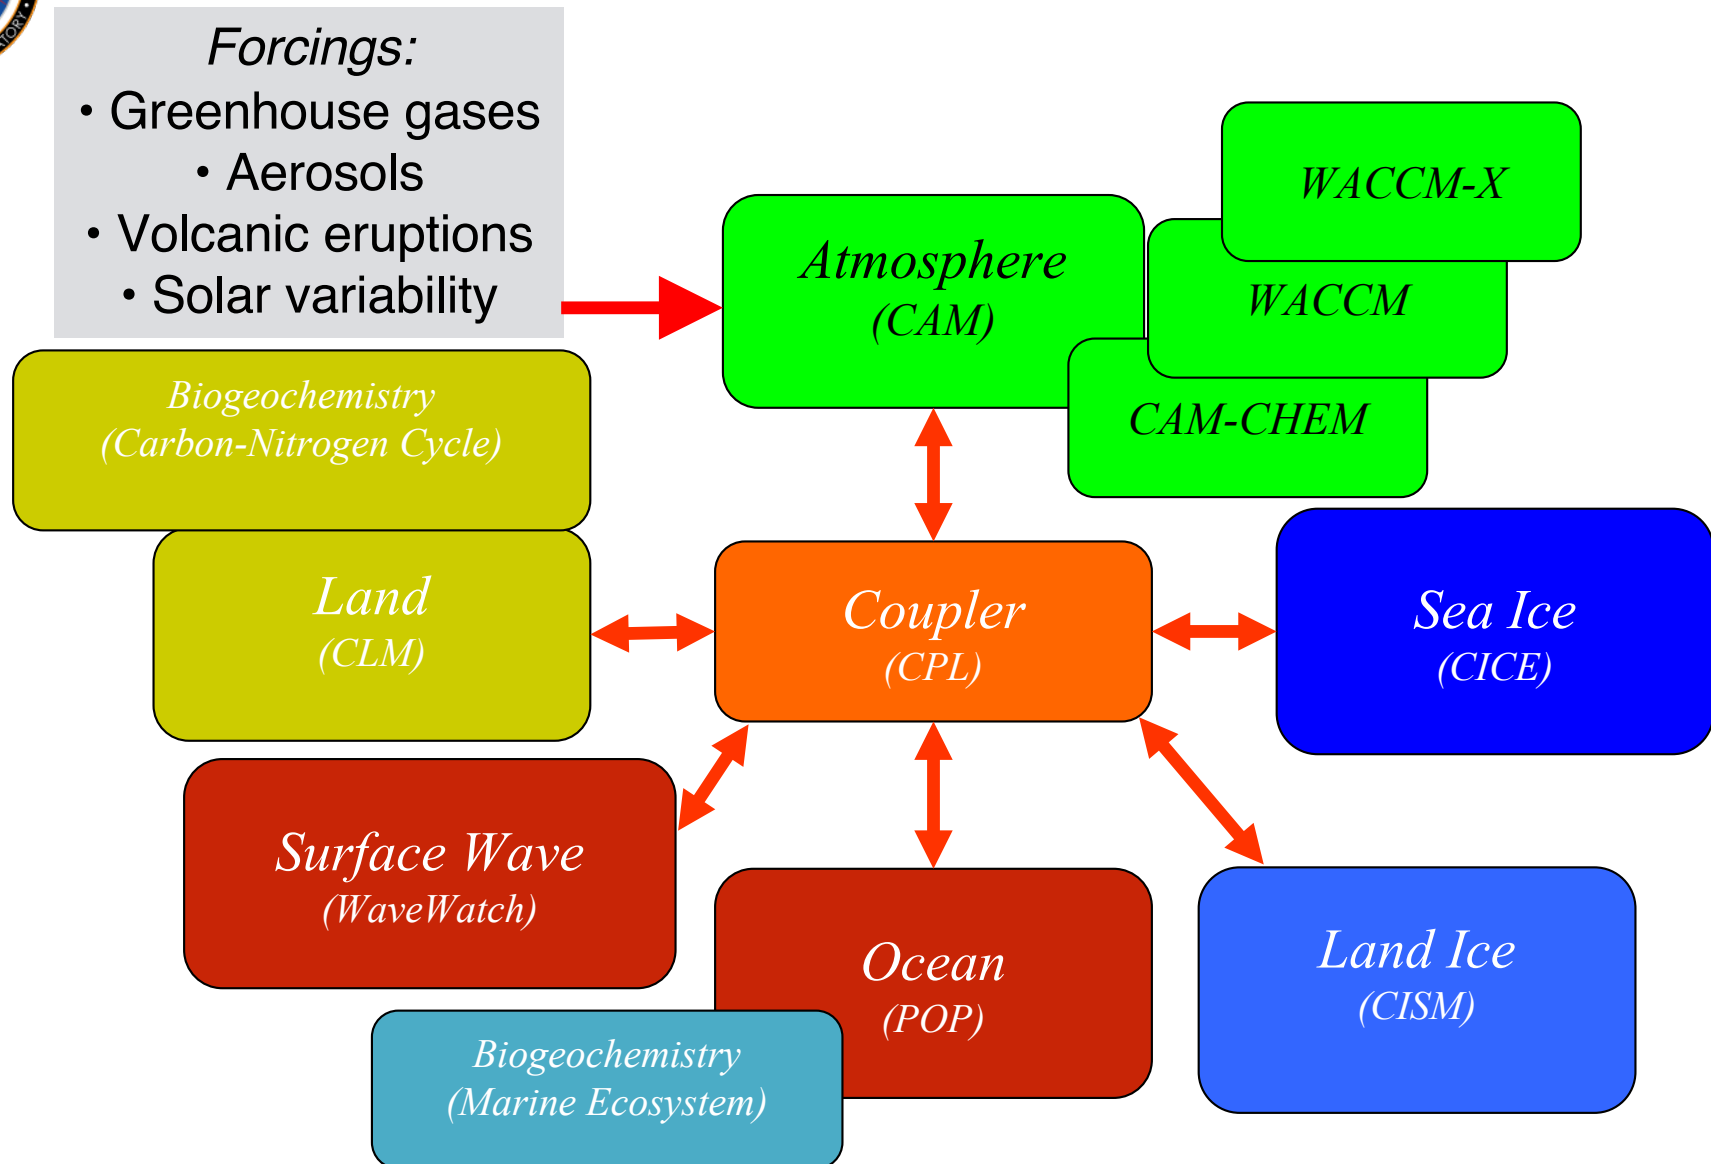 Forcings:
• Greenhouse gases
• Aerosols
• Volcanic eruptions
• Solar variability
WACCM-X
Atmosphere
(CAM)
WACCM
CAM-CHEM
Biogeochemistry
(Carbon-Nitrogen Cycle)
Land
(CLM)
Coupler
(CPL)
Sea Ice
(CICE)
Surface Wave
(WaveWatch)
Ocean
(POP)
Land Ice
(CISM)
Biogeochemistry
(Marine Ecosystem)